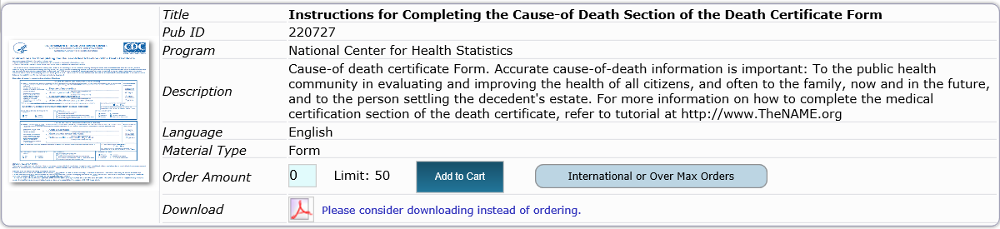 Title Instructions for Completing the Cause-of Death Section of the Death Certificate Form
Pub ID 220727
Program National Center for Health Statistics
Description Cause-of death certificate Form. Accurate cause-of-death information is important: To the public health
community in evaluating and improving the health of all citizens, and often to the family, now and in the future,
and to the person settling the decedent's estate. For more information on how to complete the medical
certification section of the death certificate, refer to tutorial at http://www.TheNAME.org
Language English
Material Type Form
Order Amount 0 Limit: 50 Add to Cart International or Over Max Orders
Download Please consider downloading instead of ordering.
CDC